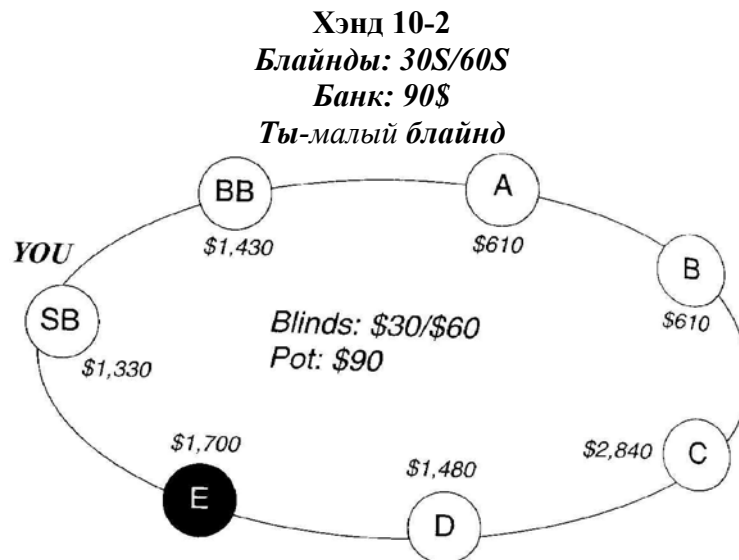 Хэнд 10-2
Блайнды: 30S/60S
Банк: 90$
Ты-малый блайнд
BB
A
$1,430
$610
YOU
B
SB
Blinds: $30/$60
$610
$1,330
Pot: $90
$1,700
$1,480
$2,840
C
E
D